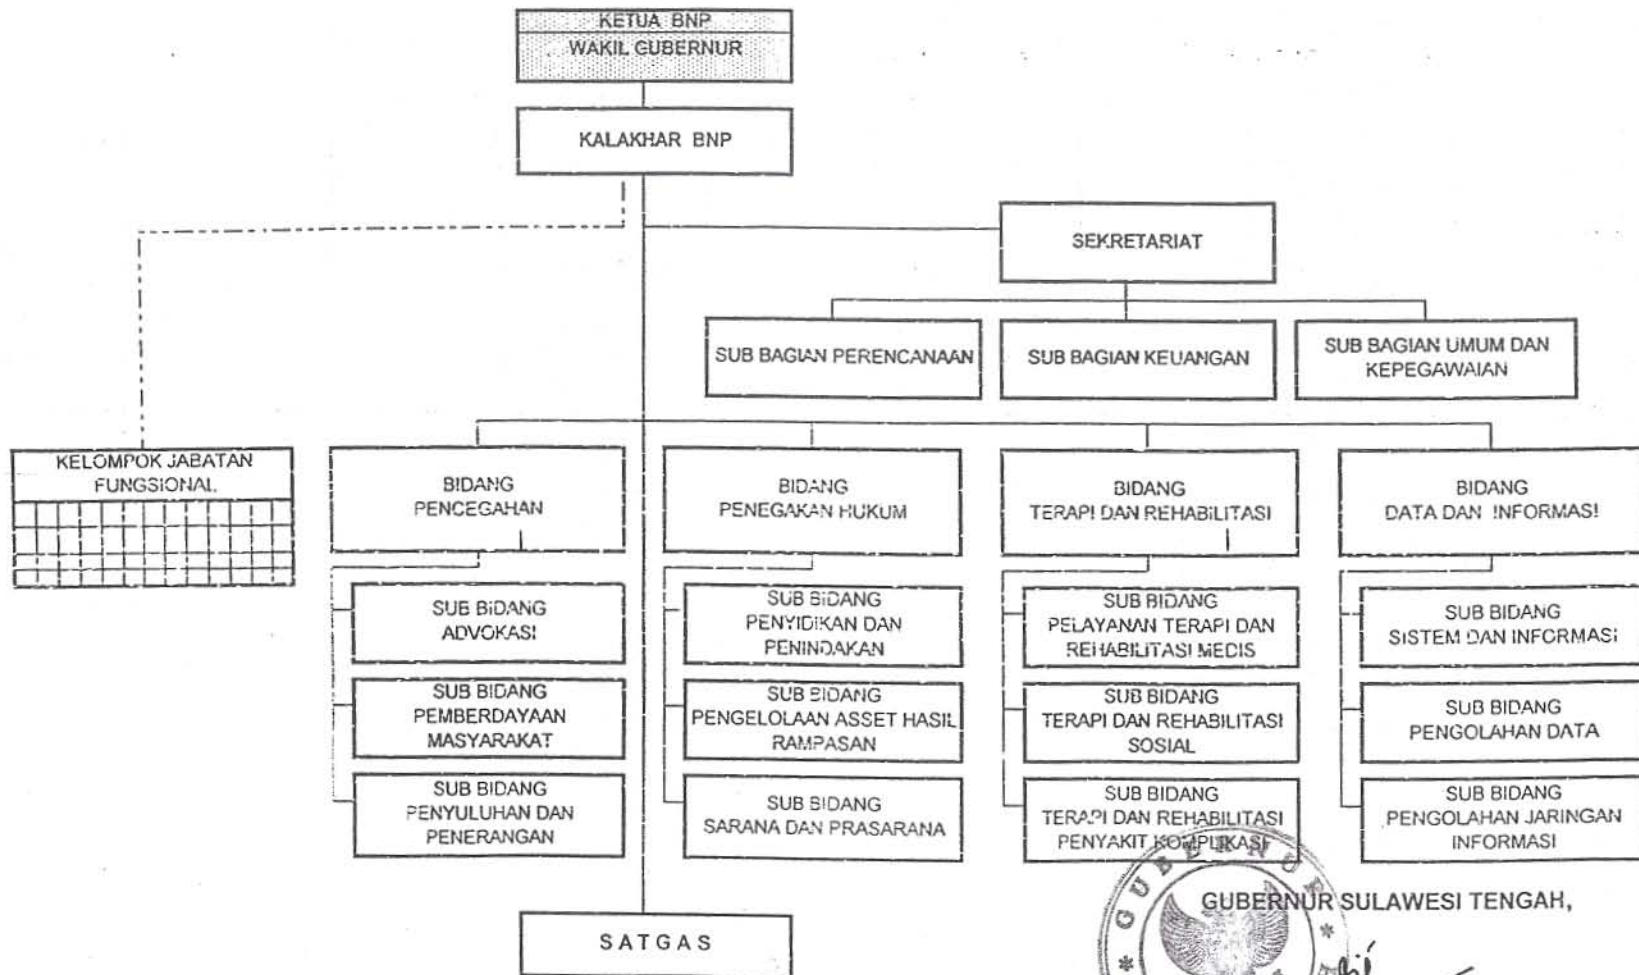 KETUA BNP
WAKIL GUBERNUR
KALAKHAR BNP
SEKRETARIAT
SUB BAGIAN PERENCANAAN
SUB BAGIAN KEUANGAN
SUB BAGIAN UMUM DAN
KEPEGAWAIAN
KELOMPOK JABATAN
FUNGSIONAL
BIDANG
PENCEGAHAN
BIDANG
PENEGAKAN HUKUM
BIDANG
TERAPI DAN REHABILITASI
BIDANG
DATA DAN INFORMASI
SUB BIDANG
ADVOKASI
SUB BIDANG
PEMBERDAYAAN
MASYARAKAT
SUB BIDANG
PENYULUHAN DAN
PENERANGAN
SUB BIDANG
PENYIDIKAN DAN
PENINDAKAN
SUB BIDANG
PENGELOLAAN ASSET HASIL
RAMPASAN
SUB BIDANG
SARANA DAN PRASARANA
SUB BIDANG
PELAYANAN TERAPI DAN
REHABILITASI MEDIS
SUB BIDANG
TERAPI DAN REHABILITASI
SOSIAL
SUB BIDANG
TERAPI DAN REHABILITASI
PENYAKIT KOMPLIKASI
SUB BIDANG
SISTEM DAN INFORMASI
SUB BIDANG
PENGOLAHAN DATA
SUB BIDANG
PENGOLAHAN JARINGAN
INFORMASI
SATGAS
GUBERNUR
GUBERNUR SULAWESI TENGAH,